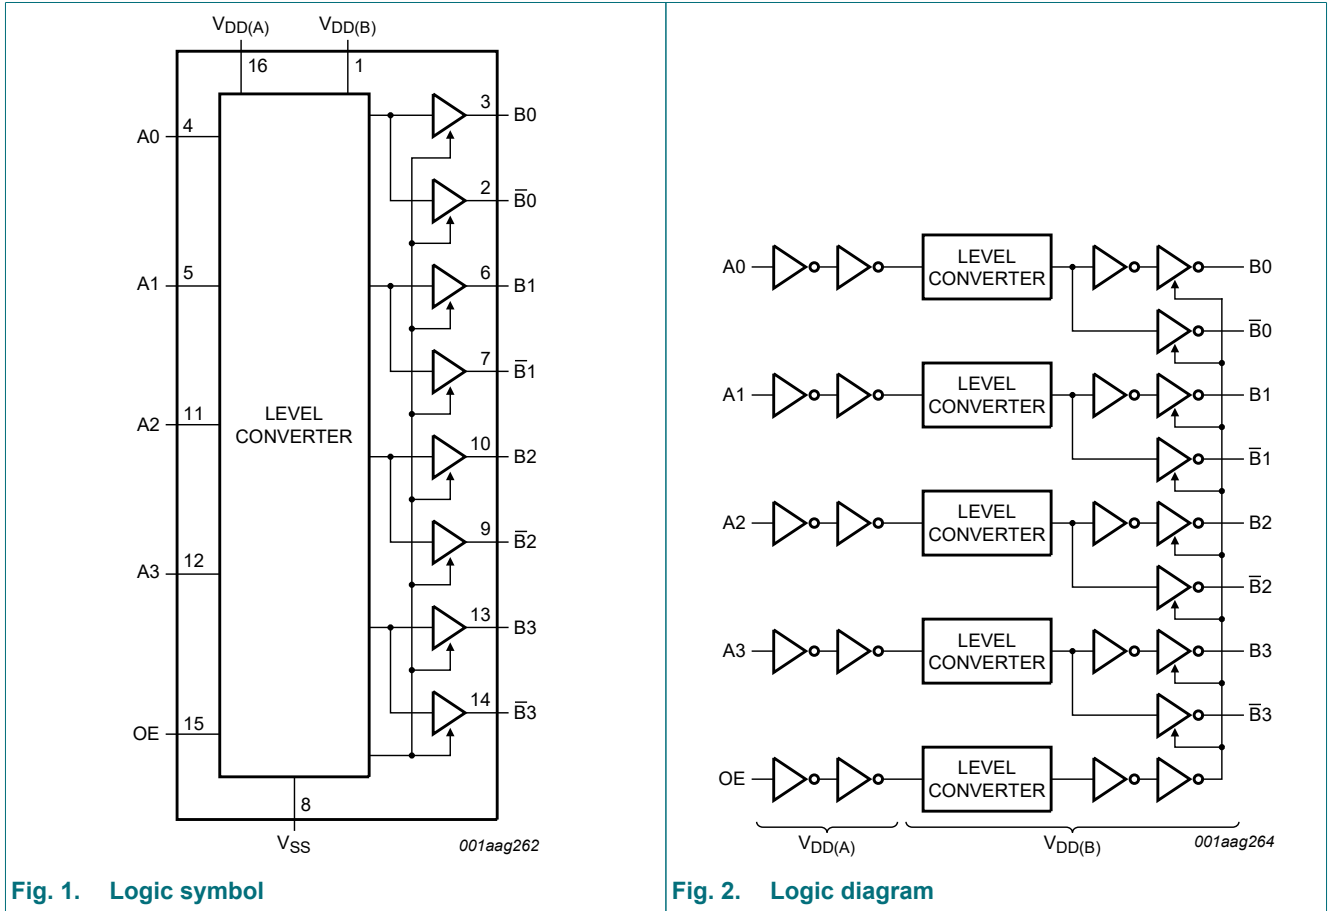 VDD(A) VDD(B)
16 1
3 B0
A0 4
2 B̅0
A1 5
6 B1
7 B̅1
A2 11
LEVEL
CONVERTER
10 B2
9 B̅2
A3 12
13 B3
14 B̅3
OE 15
8
VSS
001aag262
Fig. 1. Logic symbol
A0 LEVEL CONVERTER B0
B̅0
A1 LEVEL CONVERTER B1
B̅1
A2 LEVEL CONVERTER B2
B̅2
A3 LEVEL CONVERTER B3
B̅3
OE LEVEL CONVERTER
VDD(A) VDD(B)
001aag264
Fig. 2. Logic diagram